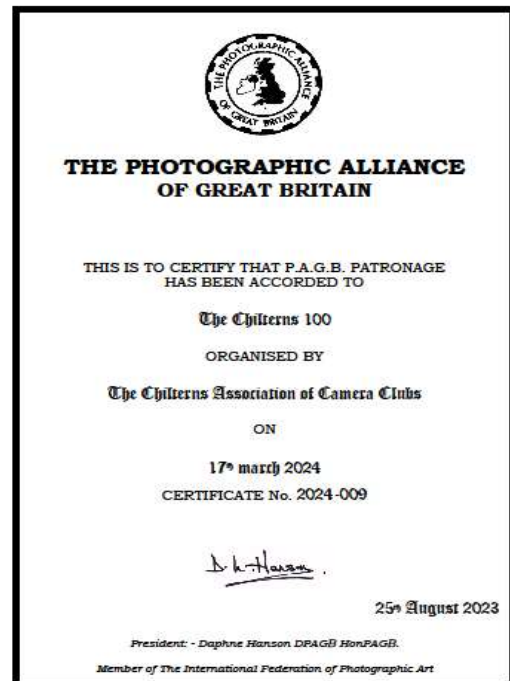 THE PHOTOGRAPHIC ALLIANCE
OF GREAT BRITAIN
THE PHOTOGRAPHIC ALLIANCE
OF GREAT BRITAIN
THIS IS TO CERTIFY THAT P.A.G.B. PATRONAGE
HAS BEEN ACCORDED TO
The Chilterns 100
ORGANISED BY
The Chilterns Association of Camera Clubs
ON
17th march 2024
CERTIFICATE No. 2024-009
D. h. Hanson.
25th August 2023
President: - Daphne Hanson DPAGB HonPAGB.
Member of The International Federation of Photographic Art